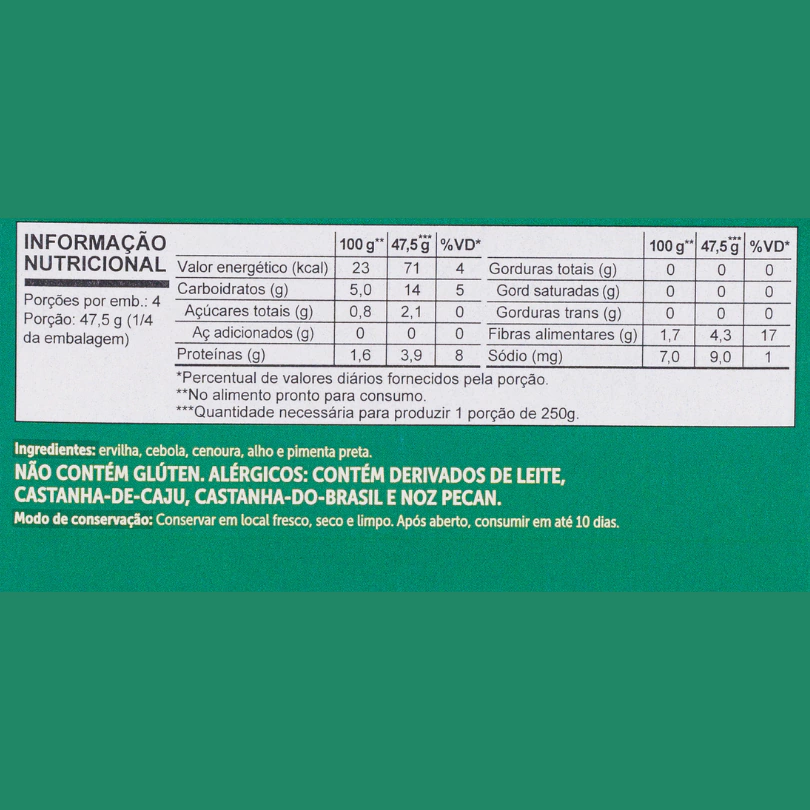 INFORMAÇÃO
NUTRICIONAL
Porções por emb.: 4
Porção: 47,5 g (1/4
da embalagem)
100 g** 47,5 g*** %VD*
Valor energético (kcal) 23 71 4
Carboidratos (g) 5,0 14 5
Açúcares totais (g) 0,8 2,1 0
Aç adicionados (g) 0 0 0
Proteínas (g) 1,6 3,9 8
100 g** 47,5 g*** %VD*
Gorduras totais (g) 0 0 0
Gord saturadas (g) 0 0 0
Gorduras trans (g) 0 0 0
Fibras alimentares (g) 1,7 4,3 17
Sódio (mg) 7,0 9,0 1
*Percentual de valores diários fornecidos pela porção.
**No alimento pronto para consumo.
***Quantidade necessária para produzir 1 porção de 250g.
Ingredientes: ervilha, cebola, cenoura, alho e pimenta preta.
NÃO CONTÉM GLÚTEN. ALÉRGICOS: CONTÉM DERIVADOS DE LEITE,
CASTANHA-DE-CAJU, CASTANHA-DO-BRASIL E NOZ PECAN.
Modo de conservação: Conservar em local fresco, seco e limpo. Após aberto, consumir em até 10 dias.